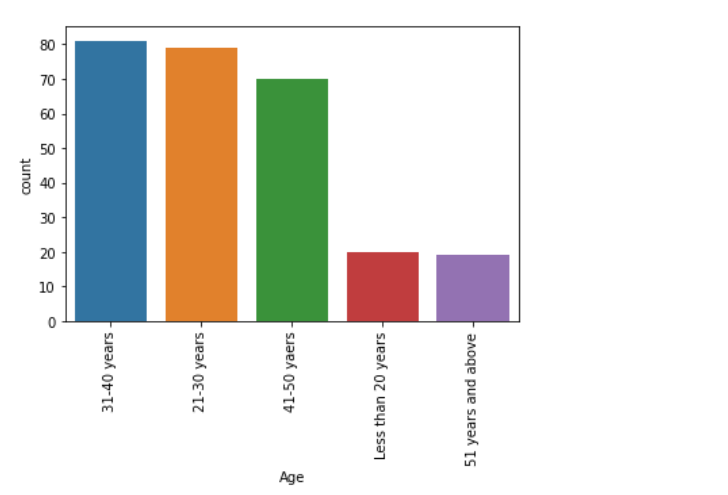 80
70
60
50
40
30
20
10
0
count
31-40 years
21-30 years
41-50 yaers
Less than 20 years
51 years and above
Age